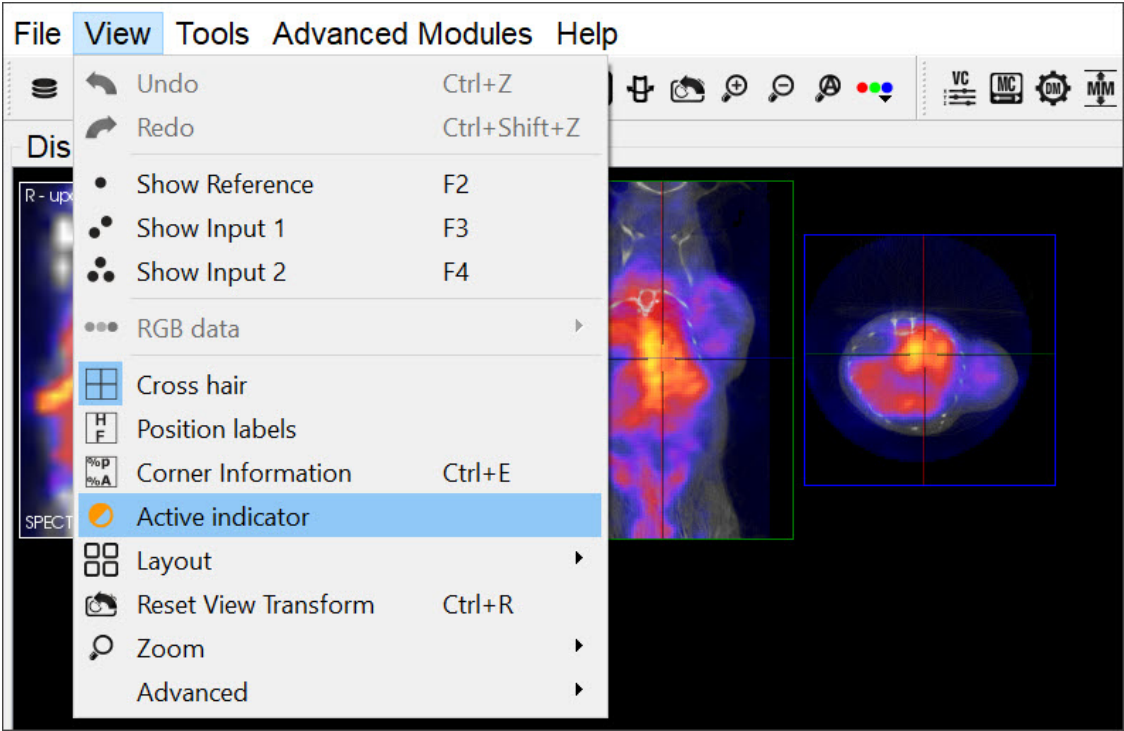 File View Tools Advanced Modules Help
Undo Ctrl+Z
VC MC DM MM
Redo Ctrl+Shift+Z
Dis
Show Reference F2
R - up
Show Input 1 F3
Show Input 2 F4
RGB data
Cross hair
H
F Position labels
%p
%A Corner Information Ctrl+E
Active indicator
SPECT
Layout
Reset View Transform Ctrl+R
Zoom
Advanced